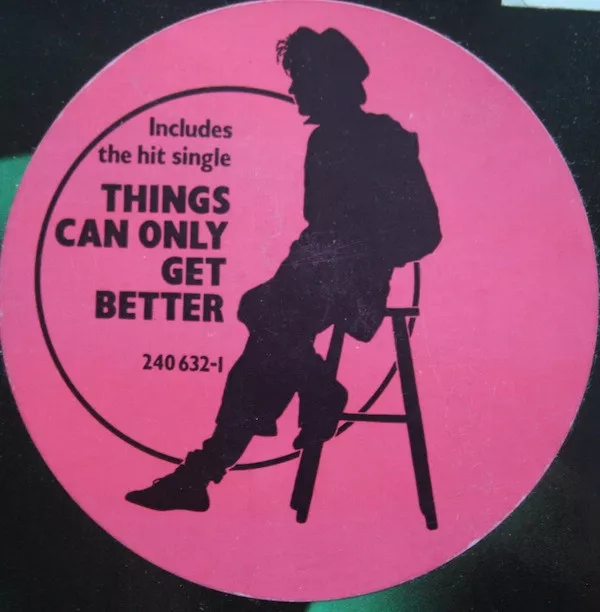 Includes
the hit single
THINGS
CAN ONLY
GET
BETTER
240 632-1